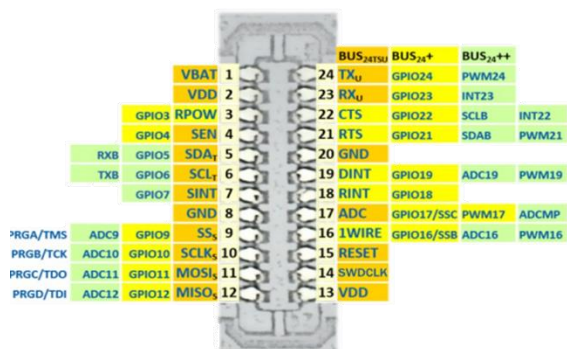 BUS24TSU BUS24+ BUS24++
VBAT 1 24 TXU GPIO24 PWM24
VDD 2 23 RXU GPIO23 INT23
GPIO3 RPOW 3 22 CTS GPIO22 SCLB INT22
GPIO4 SEN 4 21 RTS GPIO21 SDAB PWM21
RXB GPIO5 SDAT 5 20 GND
TXB GPIO6 SCLT 6 19 DINT GPIO19 ADC19 PWM19
GPIO7 SINT 7 18 RINT GPIO18
GND 8 17 ADC GPIO17/SSC PWM17 ADCMP
PRGA/TMS ADC9 GPIO9 SSS 9 16 1WIRE GPIO16/SSB ADC16 PWM16
PRGB/TCK ADC10 GPIO10 SCLKS 10 15 RESET
PRGC/TDO ADC11 GPIO11 MOSIS 11 14 SWDCLK
PRGD/TDI ADC12 GPIO12 MISOS 12 13 VDD